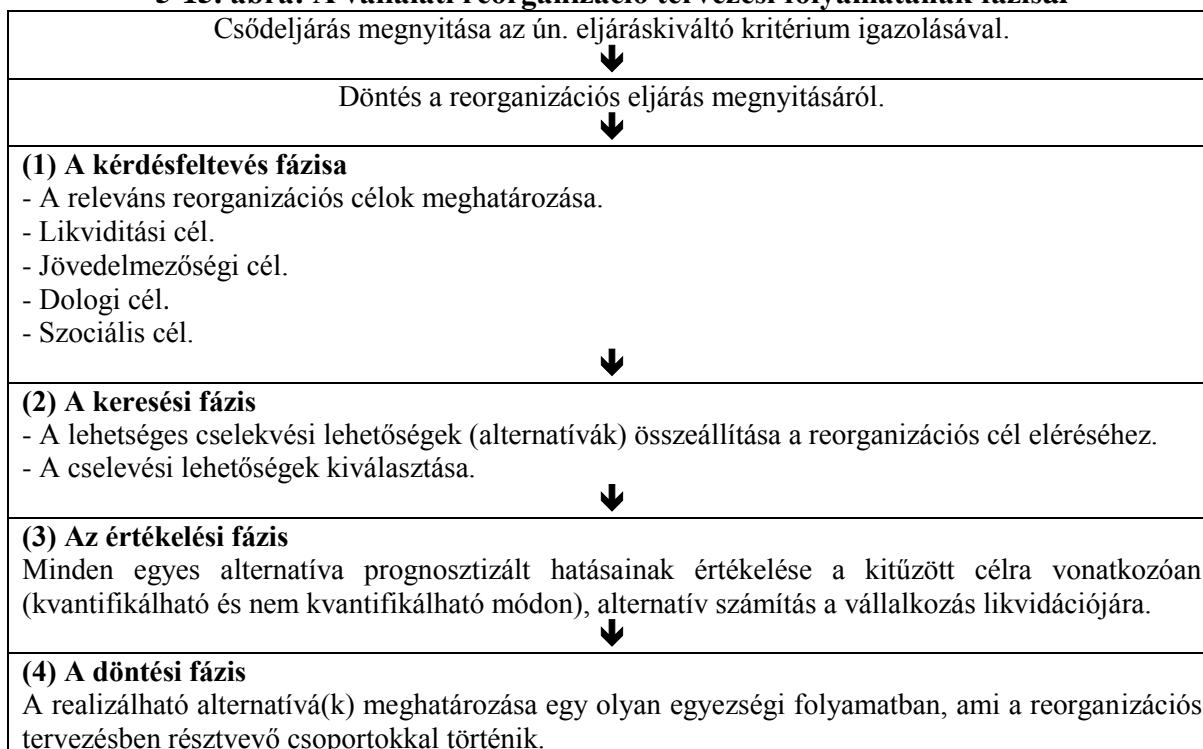 Csődeljárás megnyitása az ún. eljáráskiváltó kritérium igazolásával.
Döntés a reorganizációs eljárás megnyitásáról.
(1) A kérdésfeltevés fázisa
- A releváns reorganizációs célok meghatározása.
- Likviditási cél.
- Jövedelmezőségi cél.
- Dologi cél.
- Szociális cél.
(2) A keresési fázis
- A lehetséges cselekvési lehetőségek (alternatívák) összeállítása a reorganizációs cél eléréséhez.
- A cselevési lehetőségek kiválasztása.
(3) Az értékelési fázis
Minden egyes alternatíva prognosztizált hatásainak értékelése a kitűzött célra vonatkozóan
(kvantifikálható és nem kvantifikálható módon), alternatív számítás a vállalkozás likvidációjára.
(4) A döntési fázis
A realizálható alternatívá(k) meghatározása egy olyan egyezségi folyamatban, ami a reorganizációs
tervezésben résztvevő csoportokkal történik.